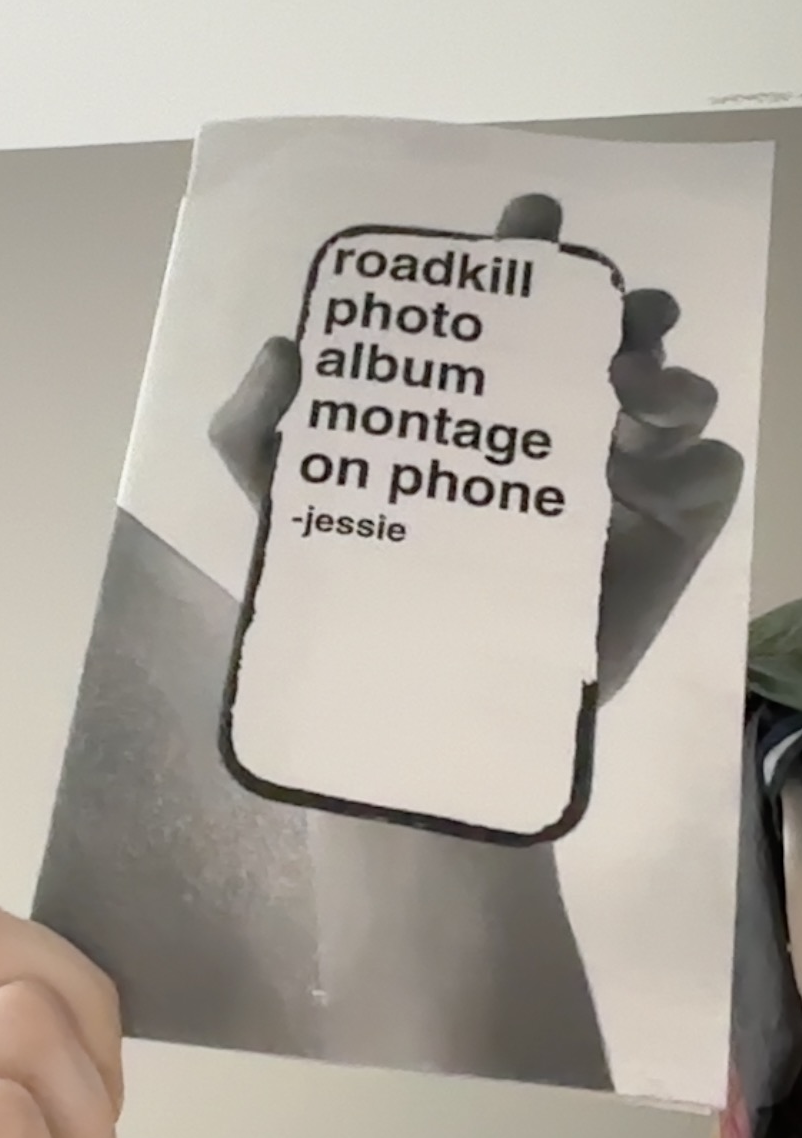 roadkill
photo
album
montage
on phone
-jessie